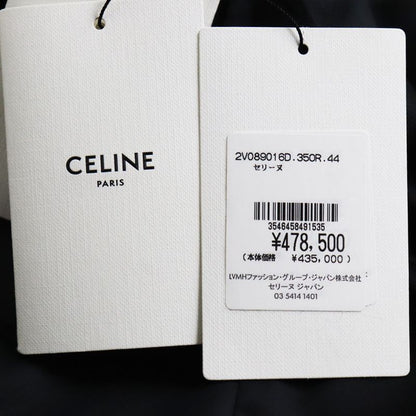 CELINE
PARIS
2V089016D.350R.44
セリーヌ
3546458491535
¥478,500
(本体価格 ¥435,000)
LVMHファッション・グループ・ジャパン株式会社
セリーヌ ジャパン
03 5414 1401